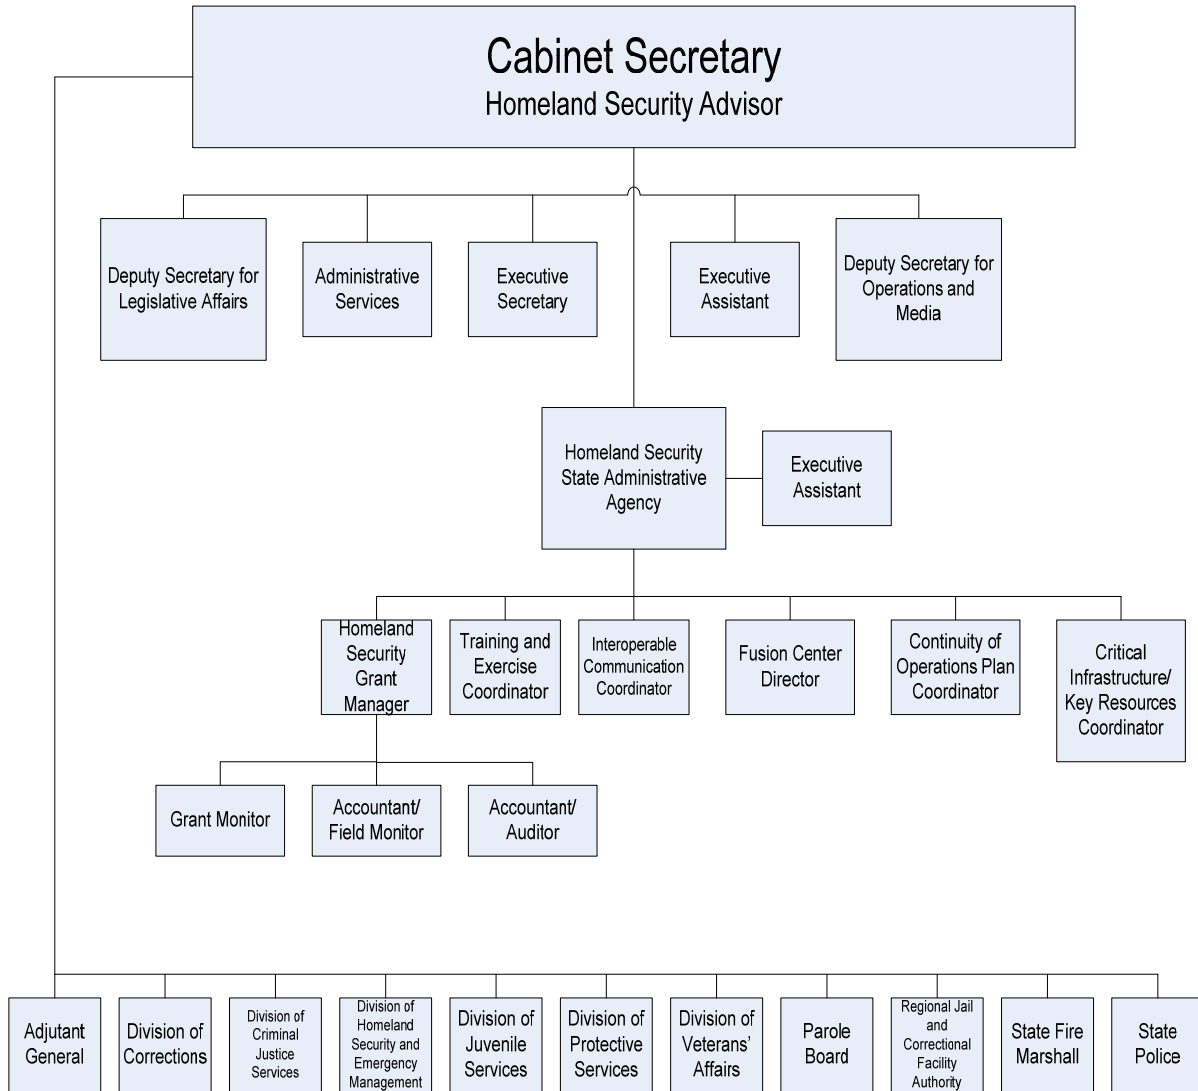 Cabinet Secretary
Homeland Security Advisor
Deputy Secretary for
Legislative Affairs
Administrative
Services
Executive
Secretary
Executive
Assistant
Deputy Secretary for
Operations and
Media
Homeland Security
State Administrative
Agency
Executive
Assistant
Homeland
Security
Grant
Manager
Training and
Exercise
Coordinator
Interoperable
Communication
Coordinator
Fusion Center
Director
Continuity of
Operations Plan
Coordinator
Critical
Infrastructure/
Key Resources
Coordinator
Grant Monitor
Accountant/
Field Monitor
Accountant/
Auditor
Adjutant
General
Division of
Corrections
Division of
Criminal
Justice
Services
Division of
Homeland
Security and
Emergency
Management
Division of
Juvenile
Services
Division of
Protective
Services
Division of
Veterans'
Affairs
Parole
Board
Regional Jail
and
Correctional
Facility
Authority
State Fire
Marshall
State
Police